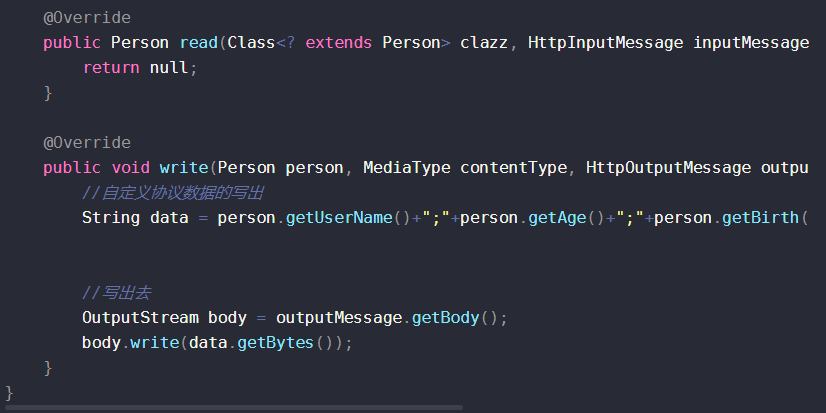 @Override
public Person read(Class<? extends Person> clazz, HttpInputMessage inputMessage
return null;
}
@Override
public void write(Person person, MediaType contentType, HttpOutputMessage outpu
//自定义协议数据的写出
String data = person.getUserName()+";"+person.getAge()+";"+person.getBirth(
//写出去
OutputStream body = outputMessage.getBody();
body.write(data.getBytes());
}
}